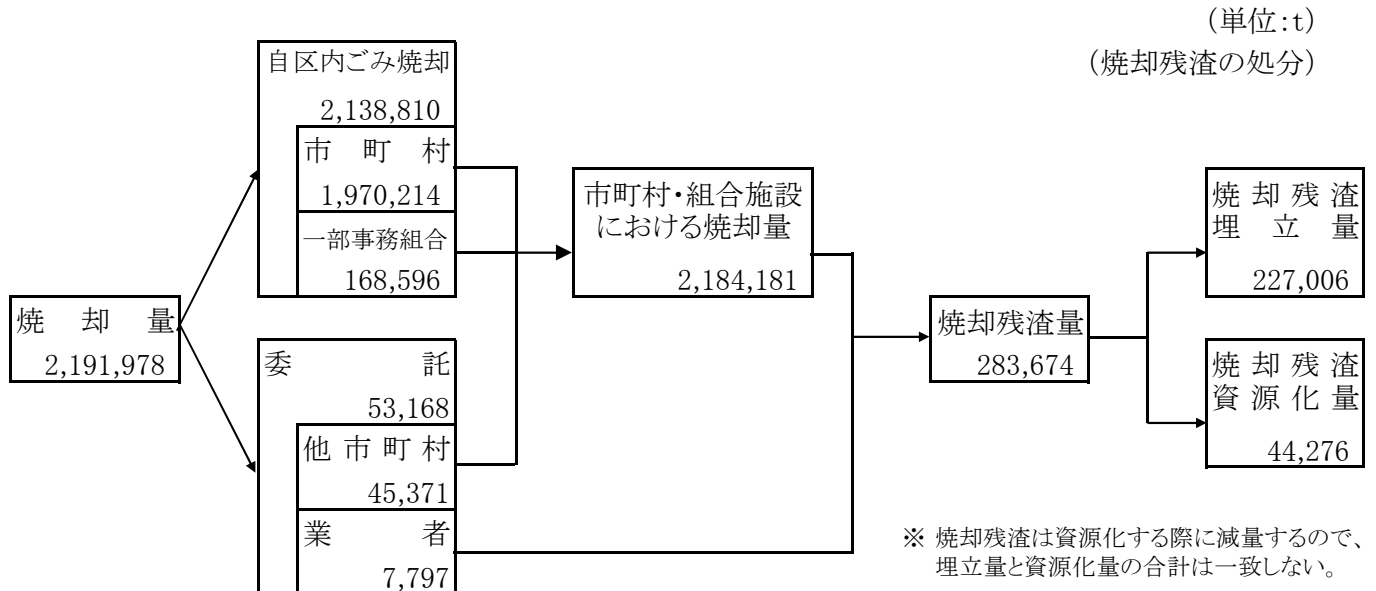 （単位：t）
（焼却残渣の処分）
自区内ごみ焼却
2,138,810
市町村
1,970,214
一部事務組合
168,596
焼却量
2,191,978
委託
53,168
他市町村
45,371
業者
7,797
市町村・組合施設
における焼却量
2,184,181
焼却残渣量
283,674
焼却残渣
埋立量
227,006
焼却残渣
資源化量
44,276
※ 焼却残渣は資源化する際に減量するので、
埋立量と資源化量の合計は一致しない。